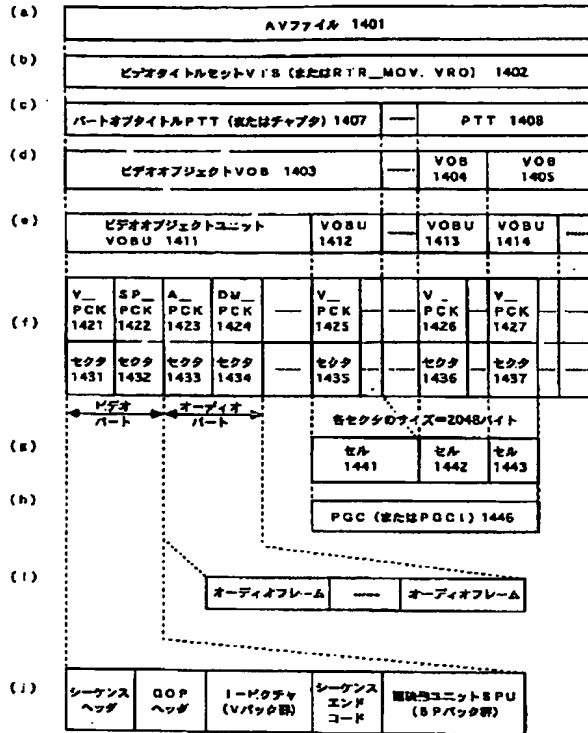 (a)
AVファイル 1401
(b)
ビデオタイトルセットVTS (またはRTR_MOV. VRO) 1402
(c)
パートオブタイトルPTT (またはチャプタ) 1407
PTT 1408
(d)
ビデオオブジェクトVOB 1403
VOB
1404
VOB
1405
(e)
ビデオオブジェクトユニット
VOBU 1411
VOBU
1412
VOBU
1413
VOBU
1414
(f)
V_
PCK
1421
SP_
PCK
1422
A_
PCK
1423
DM_
PCK
1424
V_
PCK
1425
V_
PCK
1426
V_
PCK
1427
セクタ
1431
セクタ
1432
セクタ
1433
セクタ
1434
セクタ
1435
セクタ
1436
セクタ
1437
ビデオ
パート
オーディオ
パート
各セクタのサイズ=2048バイト
(g)
セル
1441
セル
1442
セル
1443
(h)
PGC (またはPGCI) 1446
(i)
オーディオフレーム
オーディオフレーム
(j)
シーケンス
ヘッダ
GOP
ヘッダ
I-ピクチャ
(Vパック群)
シーケンス
エンド
コード
ユニットSPU
(SPパック群)